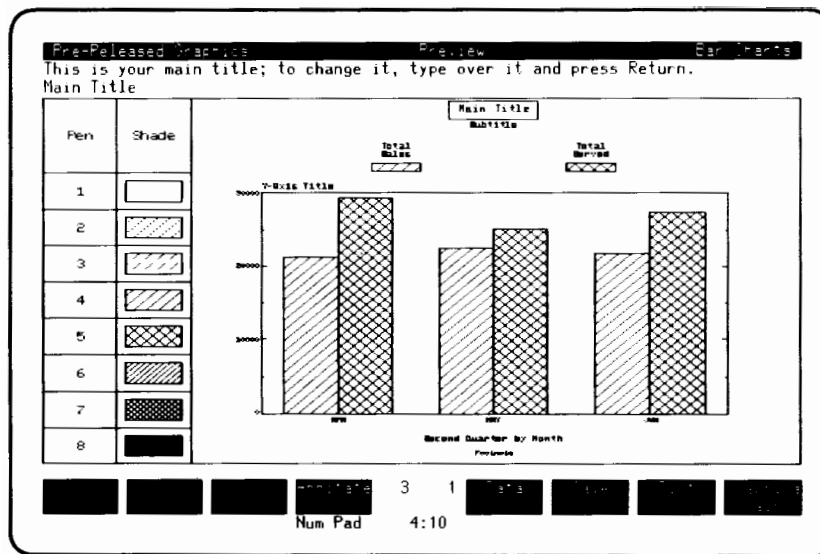 Pre-Released Graphics Preview Bar Charts
This is your main title; to change it, type over it and press Return.
Main Title
Pen Shade
1
2
3
4
5
6
7
8
Main Title
Subtitle
Total Sales
Total Served
Y-Axis Title
30000
20000
10000
0
APR MAY JUN
Second Quarter by Month
Footnote
3 1
Num Pad 4:10